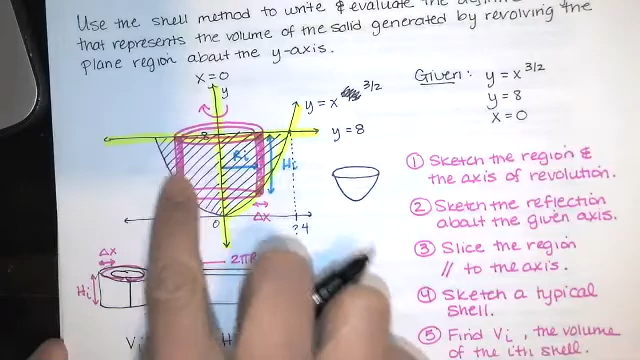 Use the shell method to write & evaluate the
that represents the volume of the solid generated by revolving the
plane region about the y-axis.
x=0
y
y = x 3/2
y = 8
8
Ri
Hi
Δx
0
? 4
Δx
Hi
2πR
V
H
Given: y = x^3/2
y = 8
x = 0
① Sketch the region &
the axis of revolution.
② Sketch the reflection
about the given axis.
③ Slice the region
// to the axis.
④ Sketch a typical
shell.
⑤ Find Vi, the volume
of the ith shell.